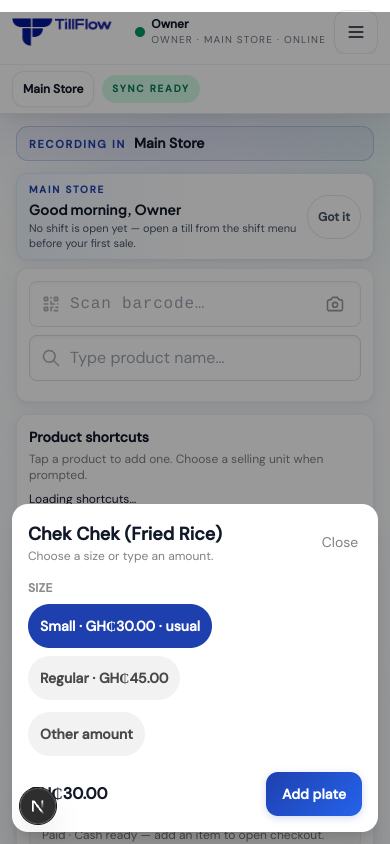 TillFlow
Owner
OWNER · MAIN STORE · ONLINE
Main Store
SYNC READY
RECORDING IN Main Store
MAIN STORE
Good morning, Owner
No shift is open yet — open a till from the shift menu
before your first sale.
Got it
Scan barcode…
Type product name…
Product shortcuts
Tap a product to add one. Choose a selling unit when
prompted.
Loading shortcuts…
Chek Chek (Fried Rice)
Choose a size or type an amount.
Close
SIZE
Small · GH₵30.00 · usual
Regular · GH₵45.00
Other amount
₵30.00
N
Add plate
Paid · Cash ready — add an item to open checkout.